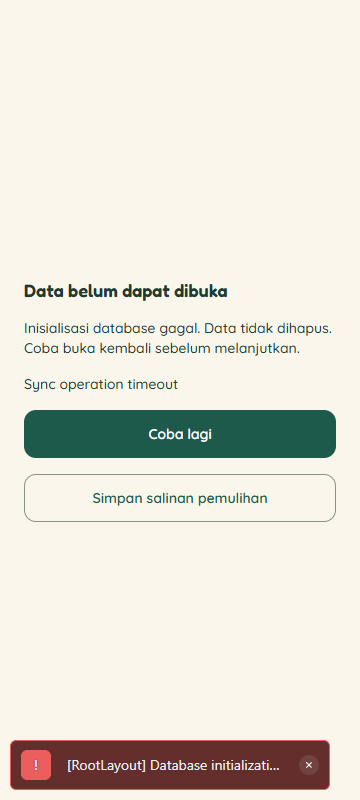 Data belum dapat dibuka
Inisialisasi database gagal. Data tidak dihapus.
Coba buka kembali sebelum melanjutkan.
Sync operation timeout
Coba lagi
Simpan salinan pemulihan
! [RootLayout] Database initializati... ×